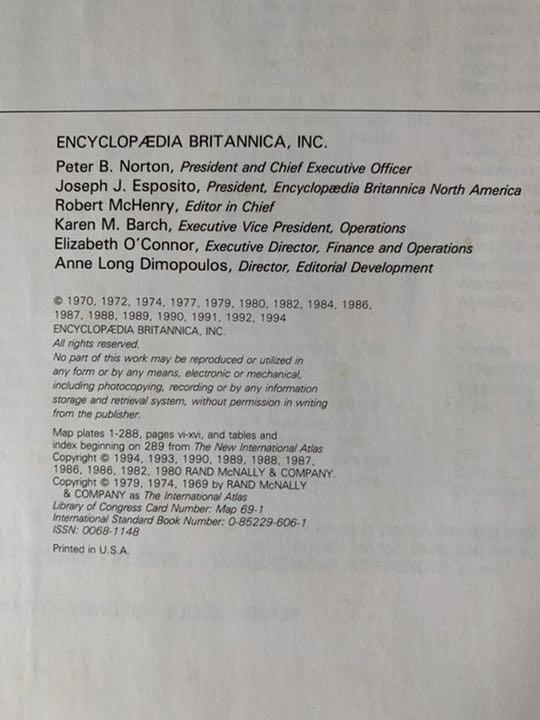 ENCYCLOPÆDIA BRITANNICA, INC.
Peter B. Norton, President and Chief Executive Officer
Joseph J. Esposito, President, Encyclopædia Britannica North America
Robert McHenry, Editor in Chief
Karen M. Barch, Executive Vice President, Operations
Elizabeth O'Connor, Executive Director, Finance and Operations
Anne Long Dimopoulos, Director, Editorial Development
© 1970, 1972, 1974, 1977, 1979, 1980, 1982, 1984, 1986,
1987, 1988, 1989, 1990, 1991, 1992, 1994
ENCYCLOPÆDIA BRITANNICA, INC.
All rights reserved.
No part of this work may be reproduced or utilized in
any form or by any means, electronic or mechanical,
including photocopying, recording or by any information
storage and retrieval system, without permission in writing
from the publisher.
Map plates 1-288, pages vi-xvi, and tables and
index beginning on 289 from The New International Atlas
Copyright © 1994, 1993, 1990, 1989, 1988, 1987,
1986, 1986, 1982, 1980 RAND McNALLY & COMPANY.
Copyright © 1979, 1974, 1969 by RAND McNALLY
& COMPANY as The International Atlas
Library of Congress Card Number: Map 69-1
International Standard Book Number: 0-85229-606-1
ISSN: 0068-1148
Printed in U.S.A.